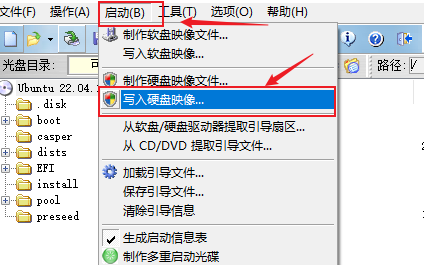 文件(F) 操作(A) 启动(B) 工具(T) 选项(O) 帮助(H)
制作软盘映像文件...
写入软盘映像...
光盘目录: 可
制作硬盘映像文件...
路径: /
写入硬盘映像...
Ubuntu 22.04.
.disk
boot
casper
dists
EFI
install
pool
preseed
从软盘/硬盘驱动器提取引导扇区...
从 CD/DVD 提取引导文件...
加载引导文件...
保存引导文件...
清除引导信息
生成启动信息表
制作多重启动光碟